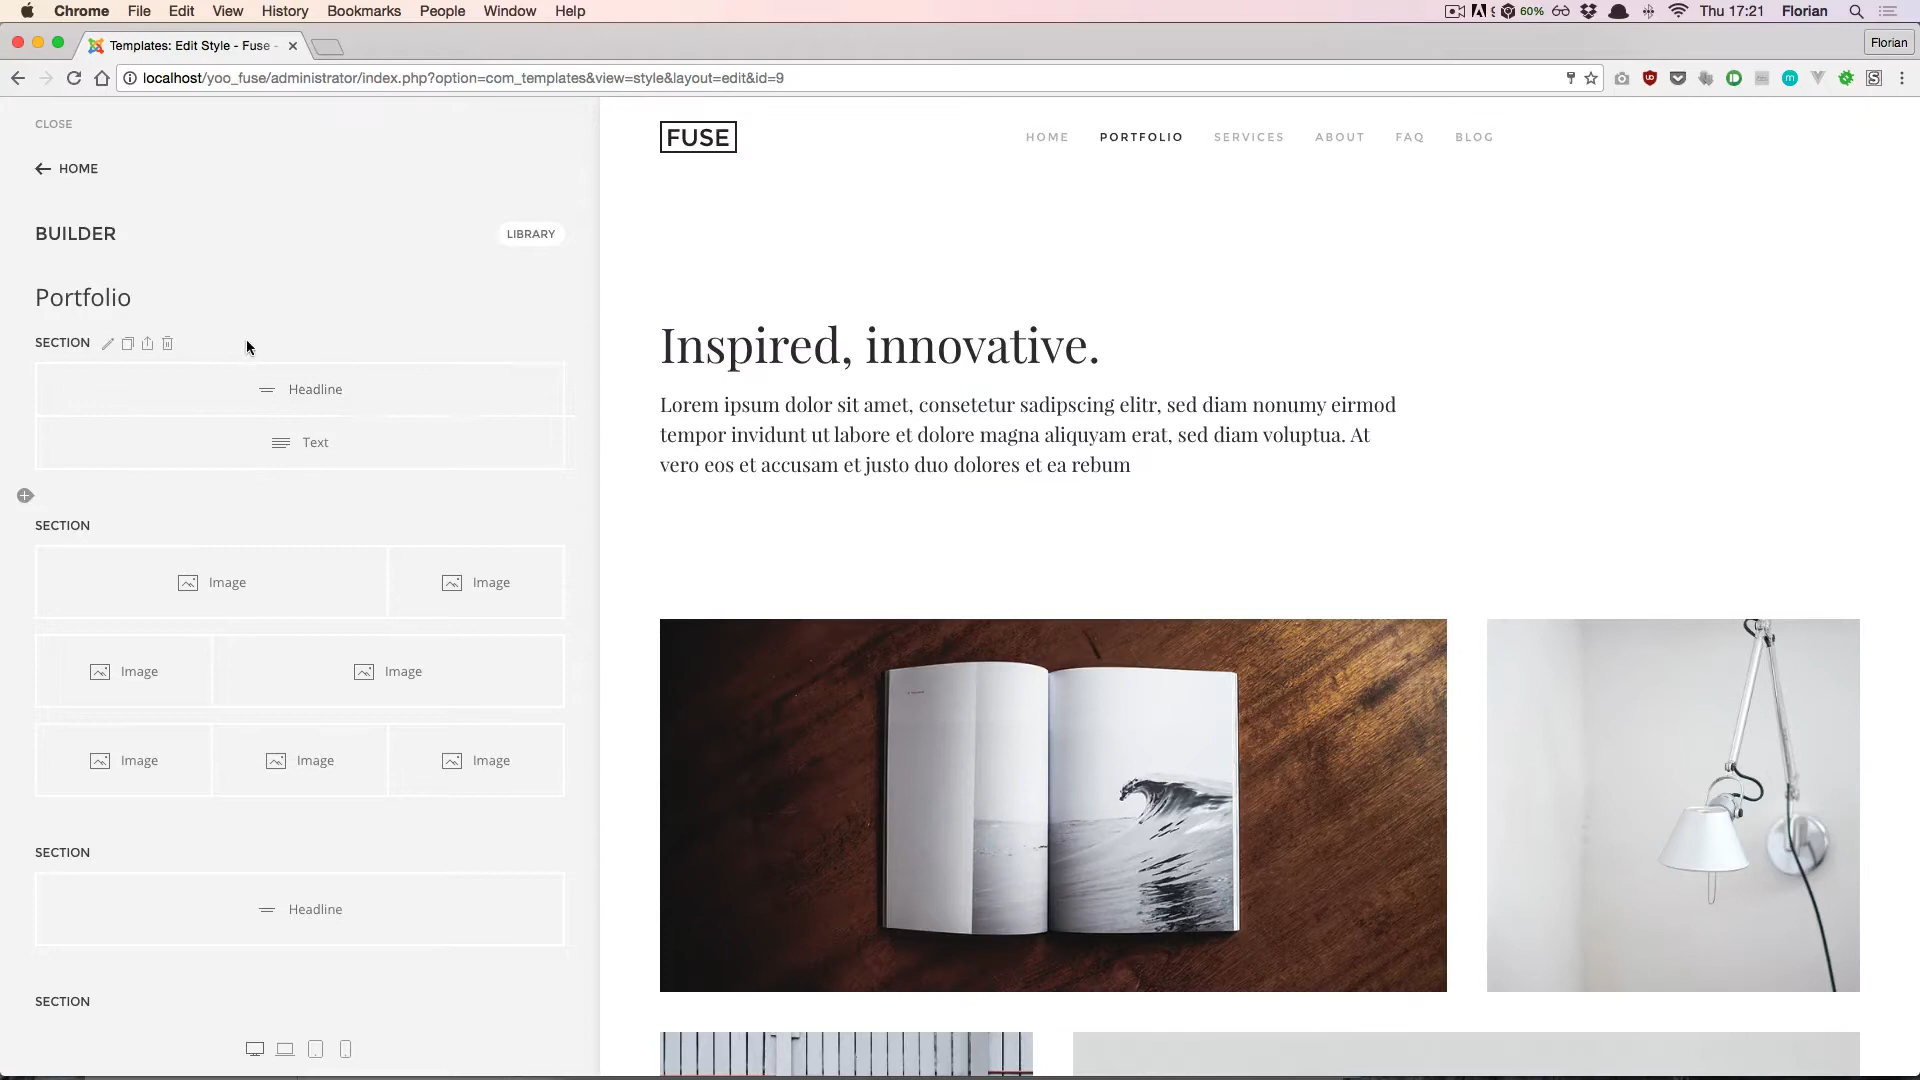 Chrome File Edit View History Bookmarks People Window Help
60% Thu 17:21 Florian
Templates: Edit Style - Fuse -
Florian
localhost/yoo_fuse/administrator/index.php?option=com_templates&view=style&layout=edit&id=9
CLOSE
HOME
BUILDER
LIBRARY
Portfolio
SECTION
Headline
Text
SECTION
Image Image
Image Image
Image Image Image
SECTION
Headline
SECTION
FUSE
HOME PORTFOLIO SERVICES ABOUT FAQ BLOG
Inspired, innovative.
Lorem ipsum dolor sit amet, consetetur sadipscing elitr, sed diam nonumy eirmod
tempor invidunt ut labore et dolore magna aliquyam erat, sed diam voluptua. At
vero eos et accusam et justo duo dolores et ea rebum